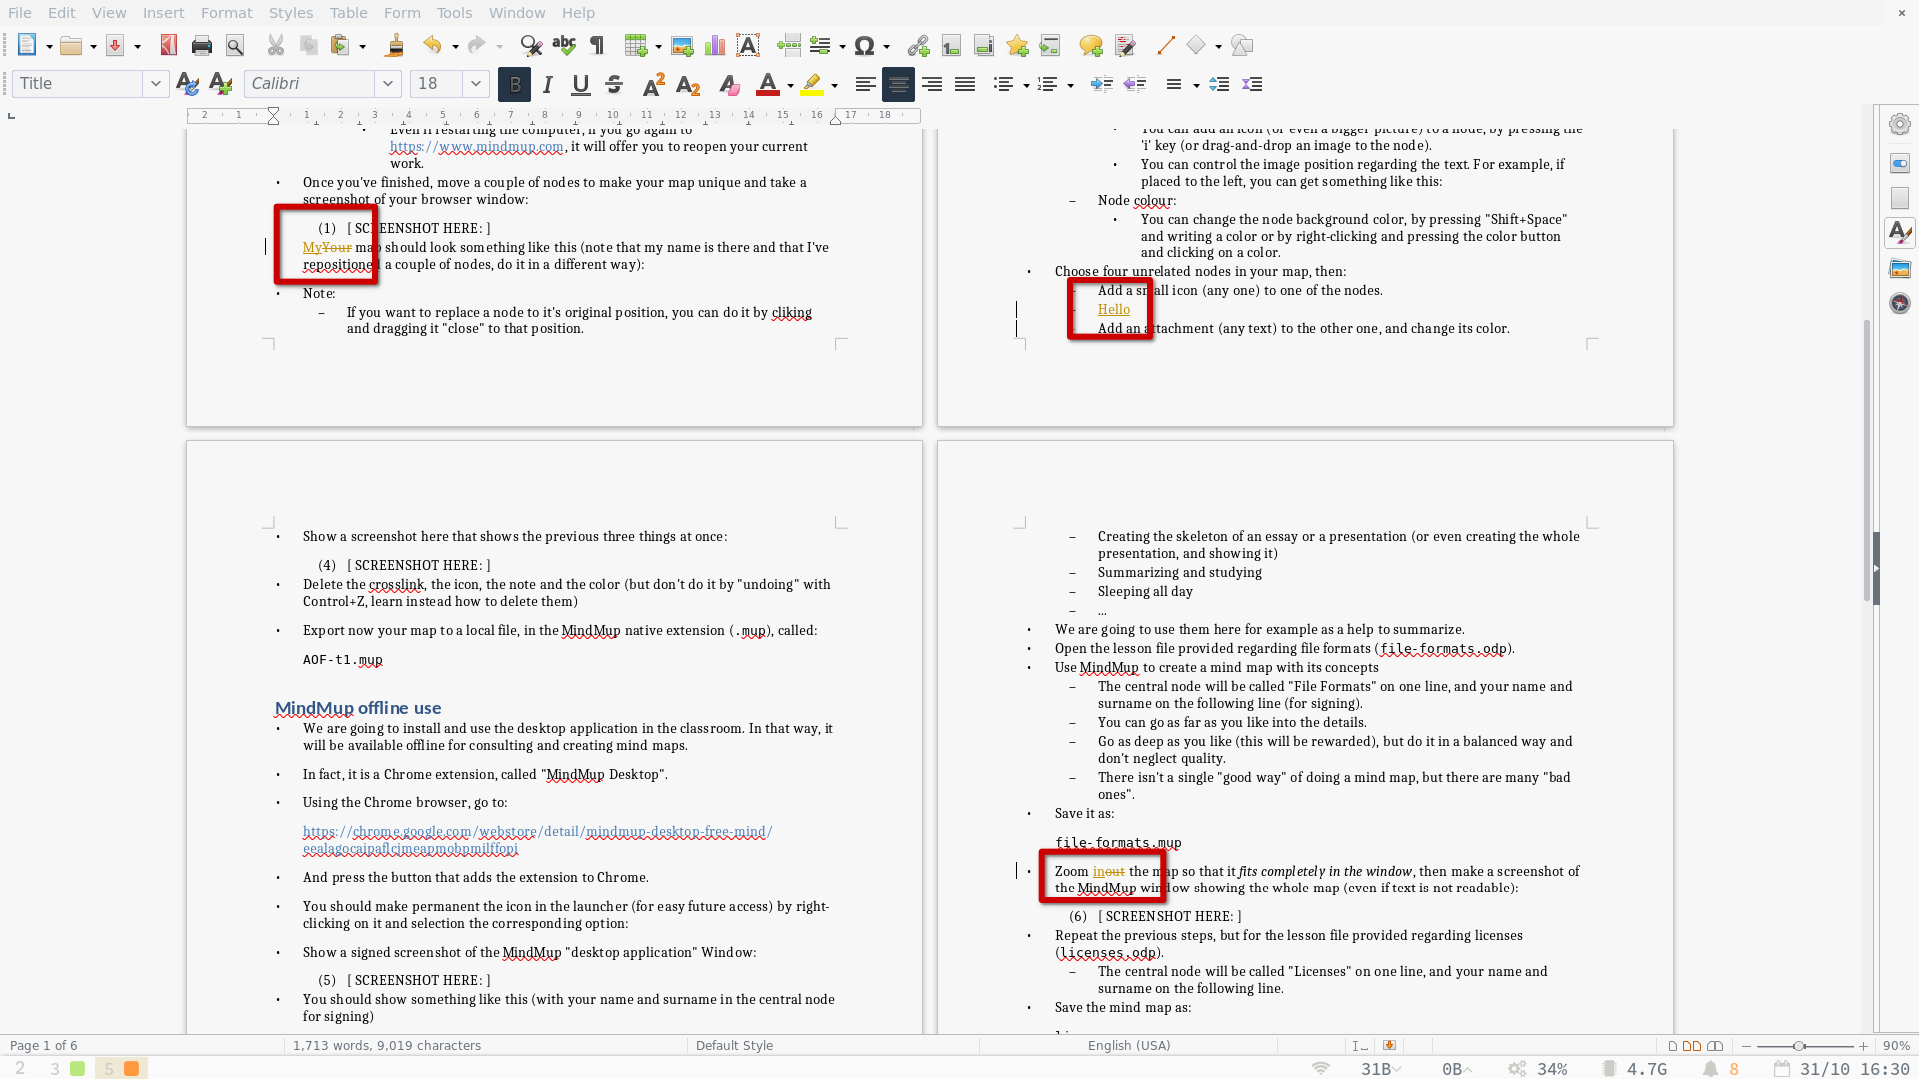 File Edit View Insert Format Styles Table Form Tools Window Help
Title Calibri 18
2 1 1 2 3 4 5 6 7 8 9 10 11 12 13 14 15 16 17 18
Even if restarting the computer, if you go again to
https://www.mindmup.com, it will offer you to reopen your current
work.
• Once you've finished, move a couple of nodes to make your map unique and take a
screenshot of your browser window:
(1) [ SCREENSHOT HERE: ]
MyYour map should look something like this (note that my name is there and that I've
repositioned a couple of nodes, do it in a different way):
• Note:
– If you want to replace a node to it's original position, you can do it by cliking
and dragging it "close" to that position.
You can add an icon (or even a bigger picture) to a node, by pressing the
'i' key (or drag-and-drop an image to the node).
• You can control the image position regarding the text. For example, if
placed to the left, you can get something like this:
– Node colour:
• You can change the node background color, by pressing "Shift+Space"
and writing a color or by right-clicking and pressing the color button
and clicking on a color.
• Choose four unrelated nodes in your map, then:
– Add a small icon (any one) to one of the nodes.
– Hello
– Add an attachment (any text) to the other one, and change its color.
• Show a screenshot here that shows the previous three things at once:
(4) [ SCREENSHOT HERE: ]
• Delete the crosslink, the icon, the note and the color (but don't do it by "undoing" with
Control+Z, learn instead how to delete them)
• Export now your map to a local file, in the MindMup native extension (.mup), called:
AOF-t1.mup
MindMup offline use
• We are going to install and use the desktop application in the classroom. In that way, it
will be available offline for consulting and creating mind maps.
• In fact, it is a Chrome extension, called "MindMup Desktop".
• Using the Chrome browser, go to:
https://chrome.google.com/webstore/detail/mindmup-desktop-free-mind/
eealagocaipaflcimeapmobpmilffopi
• And press the button that adds the extension to Chrome.
• You should make permanent the icon in the launcher (for easy future access) by right-
clicking on it and selection the corresponding option:
• Show a signed screenshot of the MindMup "desktop application" Window:
(5) [ SCREENSHOT HERE: ]
• You should show something like this (with your name and surname in the central node
for signing)
– Creating the skeleton of an essay or a presentation (or even creating the whole
presentation, and showing it)
– Summarizing and studying
– Sleeping all day
– ...
• We are going to use them here for example as a help to summarize.
• Open the lesson file provided regarding file formats (file-formats.odp).
• Use MindMup to create a mind map with its concepts
– The central node will be called "File Formats" on one line, and your name and
surname on the following line (for signing).
– You can go as far as you like into the details.
– Go as deep as you like (this will be rewarded), but do it in a balanced way and
don't neglect quality.
– There isn't a single "good way" of doing a mind map, but there are many "bad
ones".
• Save it as:
file-formats.mup
• Zoom inout the map so that it fits completely in the window, then make a screenshot of
the MindMup window showing the whole map (even if text is not readable):
(6) [ SCREENSHOT HERE: ]
• Repeat the previous steps, but for the lesson file provided regarding licenses
(licenses.odp).
– The central node will be called "Licenses" on one line, and your name and
surname on the following line.
• Save the mind map as:
Page 1 of 6 1,713 words, 9,019 characters Default Style English (USA) 90%
2 3 5 31B 0B 34% 4.7G 8 31/10 16:30